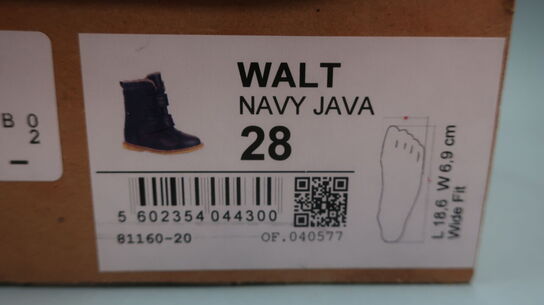 B 0
2
WALT
NAVY JAVA
28
5 602354 044300
81160-20
OF.040577
L 18,6 W 6,9 cm
Wide Fit